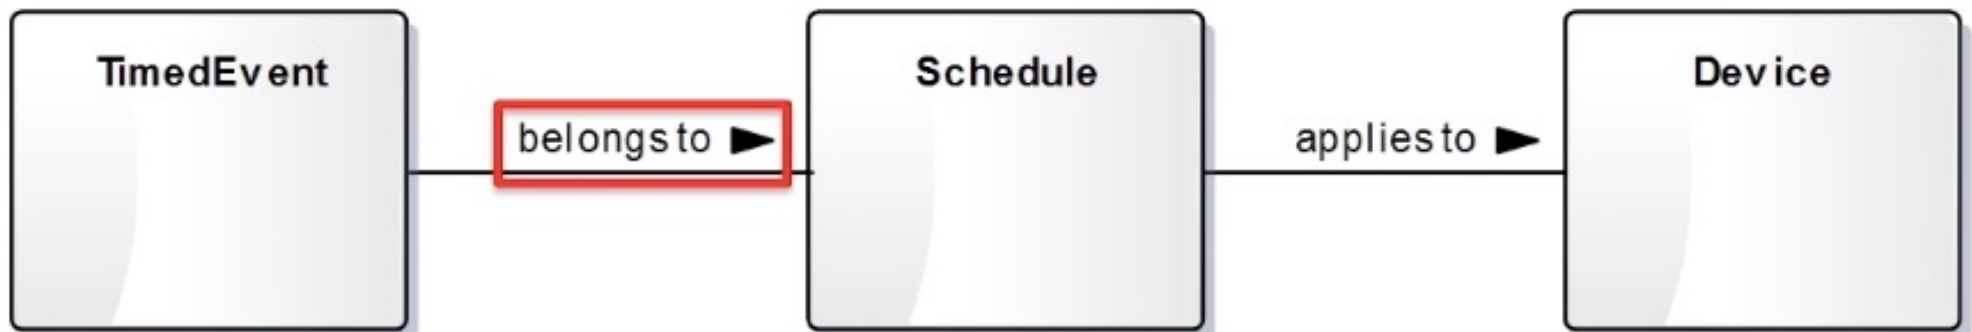 TimedEvent
belongs to ►
Schedule
applies to ►
Device